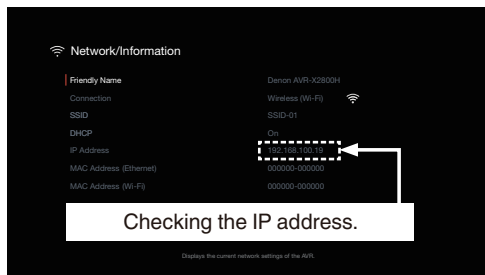 Network/Information
Friendly Name Denon AVR-X2800H
Connection Wireless (Wi-Fi)
SSID SSID-01
DHCP On
IP Address 192.168.100.19
MAC Address (Ethernet) 000000-000000
MAC Address (Wi-Fi) 000000-000000
Checking the IP address.
Displays the current network settings of the AVR.